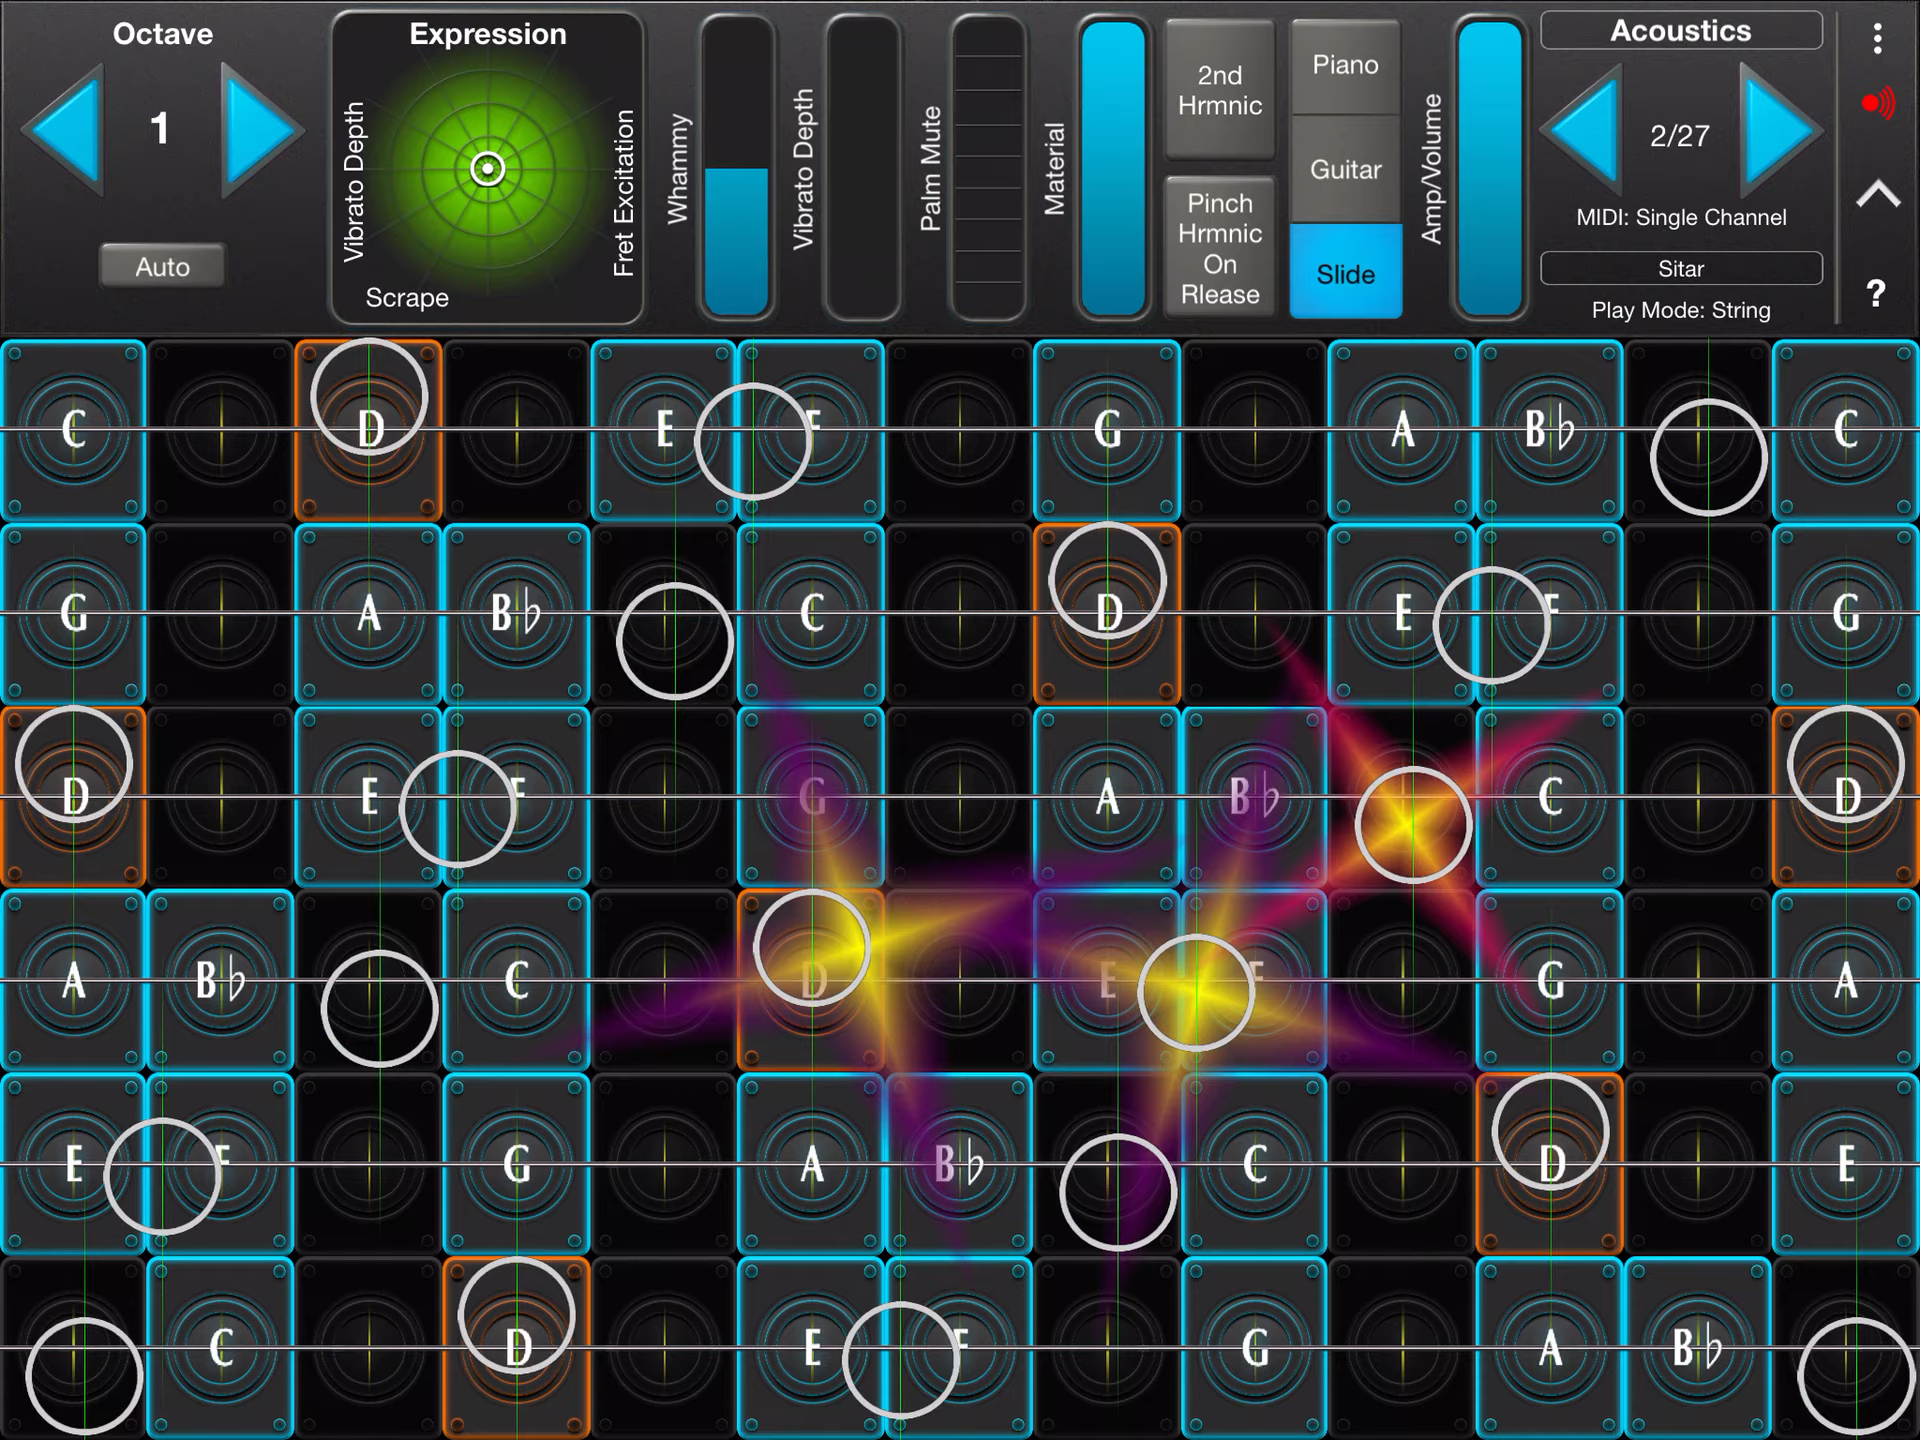 Octave
1
Auto
Expression
Vibrato Depth
Fret Excitation
Scrape
Whammy
Vibrato Depth
Palm Mute
Material
2nd
Hrmnic
Pinch
Hrmnic
On
Rlease
Piano
Guitar
Slide
Amp/Volume
Acoustics
2/27
MIDI: Single Channel
Sitar
Play Mode: String
?
C D E F G A B♭ C
G A B♭ C D E F G
D E F G A B♭ C D
A B♭ C D E F G A
E F G A B♭ C D E
C D E F G A B♭